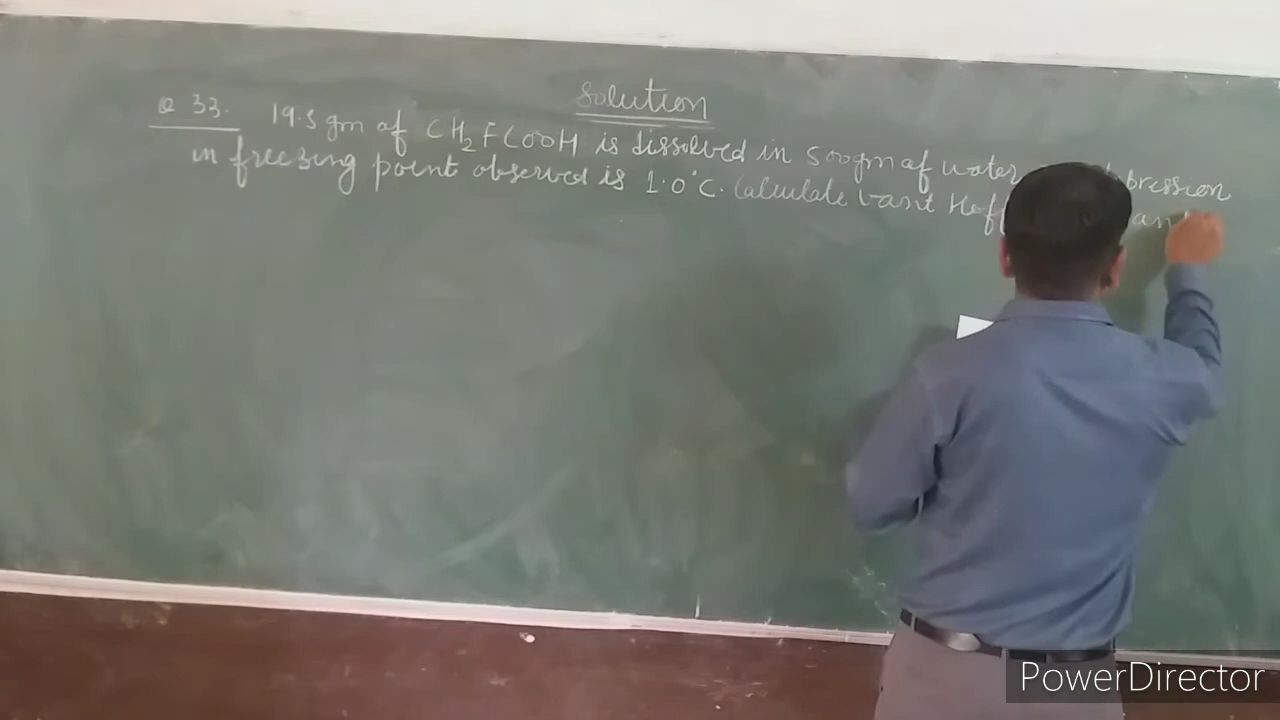 Solution
Q 33. 19.5 gm of CH₂FCOOH is dissolved in 500gm of water
in freezing point observed is 1.0°C. Calculate vant Hoff
PowerDirector